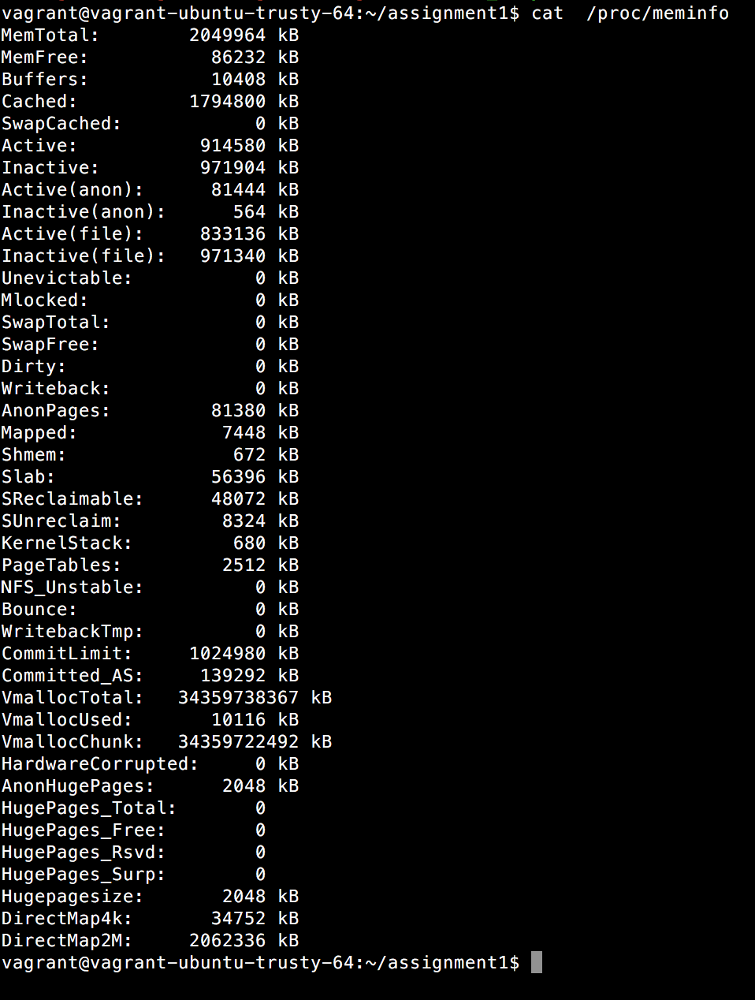 vagrant@vagrant-ubuntu-trusty-64:~/assignment1$ cat  /proc/meminfo
MemTotal:        2049964 kB
MemFree:           86232 kB
Buffers:           10408 kB
Cached:          1794800 kB
SwapCached:            0 kB
Active:           914580 kB
Inactive:         971904 kB
Active(anon):      81444 kB
Inactive(anon):      564 kB
Active(file):     833136 kB
Inactive(file):   971340 kB
Unevictable:           0 kB
Mlocked:               0 kB
SwapTotal:             0 kB
SwapFree:              0 kB
Dirty:                 0 kB
Writeback:             0 kB
AnonPages:         81380 kB
Mapped:             7448 kB
Shmem:               672 kB
Slab:              56396 kB
SReclaimable:      48072 kB
SUnreclaim:         8324 kB
KernelStack:         680 kB
PageTables:         2512 kB
NFS_Unstable:          0 kB
Bounce:                0 kB
WritebackTmp:          0 kB
CommitLimit:     1024980 kB
Committed_AS:     139292 kB
VmallocTotal:   34359738367 kB
VmallocUsed:       10116 kB
VmallocChunk:   34359722492 kB
HardwareCorrupted:     0 kB
AnonHugePages:      2048 kB
HugePages_Total:       0
HugePages_Free:        0
HugePages_Rsvd:        0
HugePages_Surp:        0
Hugepagesize:       2048 kB
DirectMap4k:       34752 kB
DirectMap2M:     2062336 kB
vagrant@vagrant-ubuntu-trusty-64:~/assignment1$